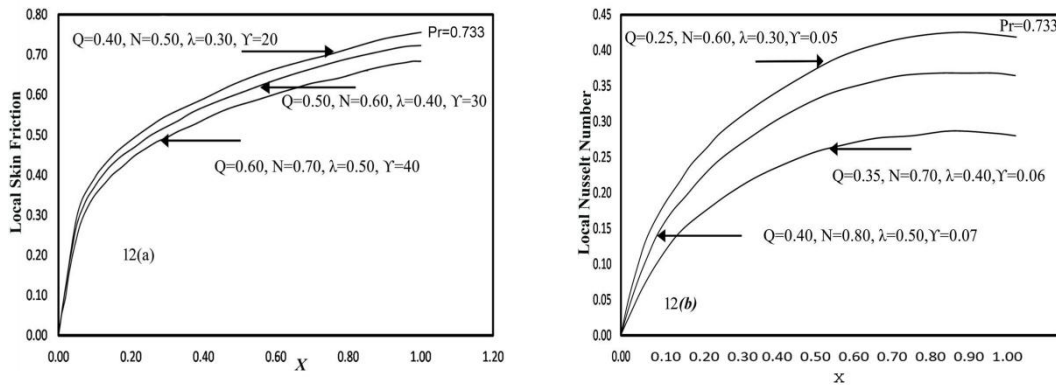 0.80
0.70
0.60
0.50
0.40
0.30
0.20
0.10
0.00
Local Skin Friction
Q=0.40, N=0.50, λ=0.30, ϒ=20
Pr=0.733
Q=0.50, N=0.60, λ=0.40, ϒ=30
Q=0.60, N=0.70, λ=0.50, ϒ=40
12(a)
0.00 0.20 0.40 0.60 0.80 1.00 1.20
X
0.45
0.40
0.35
0.30
0.25
0.20
0.15
0.10
0.05
0.00
Local Nusselt Number
Pr=0.733
Q=0.25, N=0.60, λ=0.30,ϒ=0.05
Q=0.35, N=0.70, λ=0.40,ϒ=0.06
Q=0.40, N=0.80, λ=0.50,ϒ=0.07
12(b)
0.00 0.10 0.30 0.40 0.50 0.60 0.70 0.80 0.90 1.00
X